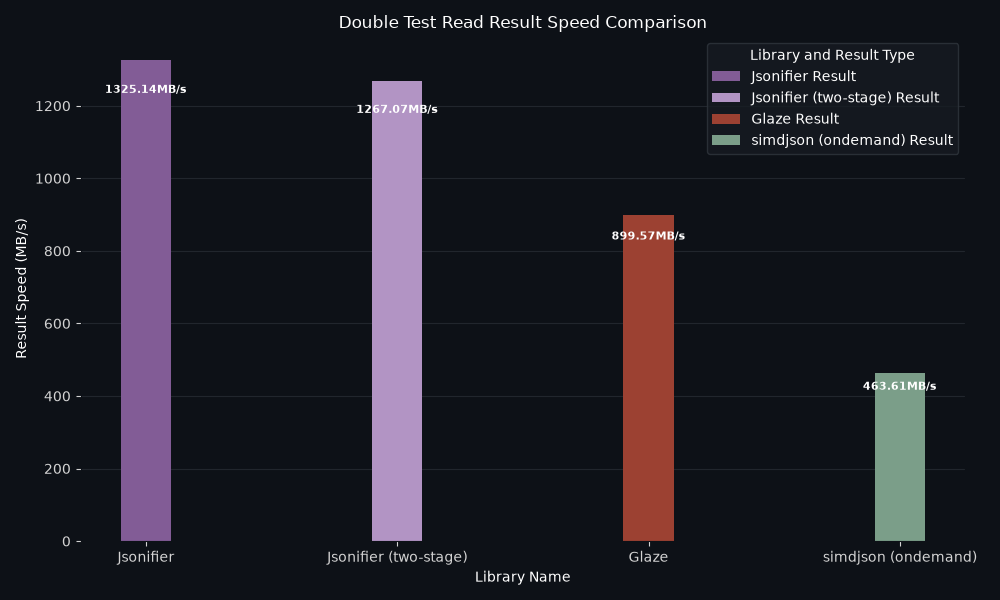 Double Test Read Result Speed Comparison
Library and Result Type
Jsonifier Result
Jsonifier (two-stage) Result
Glaze Result
simdjson (ondemand) Result
1325.14MB/s
1267.07MB/s
899.57MB/s
463.61MB/s
Result Speed (MB/s)
1200
1000
800
600
400
200
0
Jsonifier
Jsonifier (two-stage)
Glaze
simdjson (ondemand)
Library Name